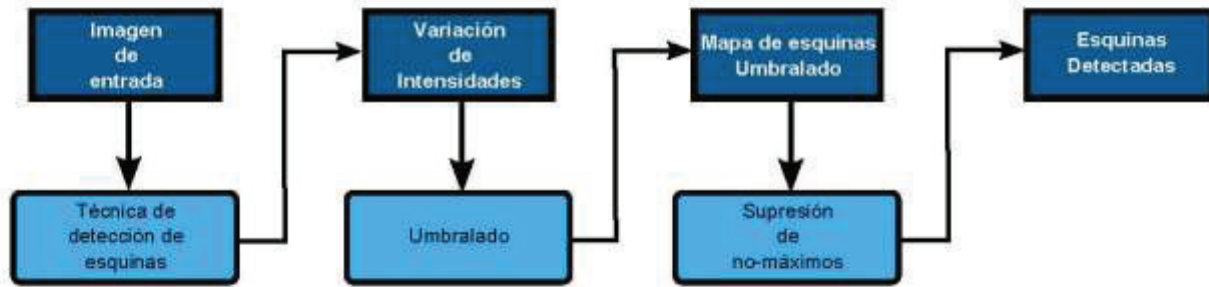 Imagen
de
entrada
Variación
de
Intensidades
Mapa de esquinas
Umbralado
Esquinas
Detectadas
Técnica de
detección de
esquinas
Umbralado
Supresión
de
no-máximos